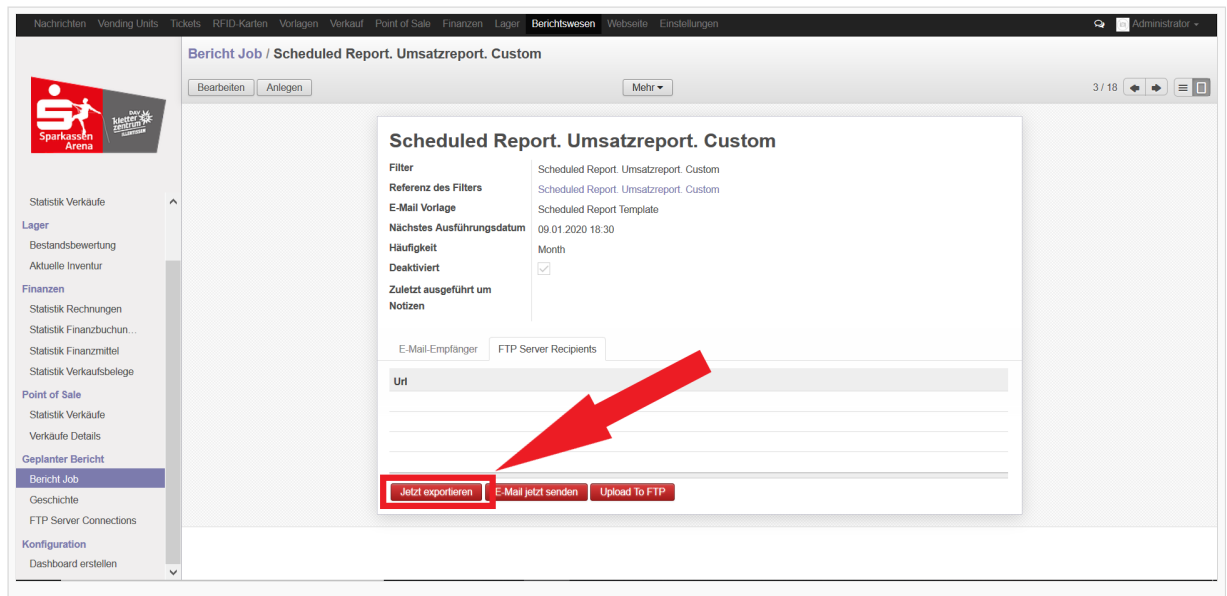 Nachrichten Vending Units Tickets RFID-Karten Vorlagen Verkauf Point of Sale Finanzen Lager Berichtswesen Webseite Einstellungen Administrator
Bericht Job / Scheduled Report. Umsatzreport. Custom
Bearbeiten Anlegen Mehr 3 / 18
Sparkassen
Arena
DAV
kletter
zentrum
ILLERTISSEN
Statistik Verkäufe
Lager
Bestandsbewertung
Aktuelle Inventur
Finanzen
Statistik Rechnungen
Statistik Finanzbuchun...
Statistik Finanzmittel
Statistik Verkaufsbelege
Point of Sale
Statistik Verkäufe
Verkäufe Details
Geplanter Bericht
Bericht Job
Geschichte
FTP Server Connections
Konfiguration
Dashboard erstellen
Scheduled Report. Umsatzreport. Custom
Filter Scheduled Report. Umsatzreport. Custom
Referenz des Filters Scheduled Report. Umsatzreport. Custom
E-Mail Vorlage Scheduled Report Template
Nächstes Ausführungsdatum 09.01.2020 18:30
Häufigkeit Month
Deaktiviert
Zuletzt ausgeführt um
Notizen
E-Mail-Empfänger FTP Server Recipients
Url
Jetzt exportieren E-Mail jetzt senden Upload To FTP